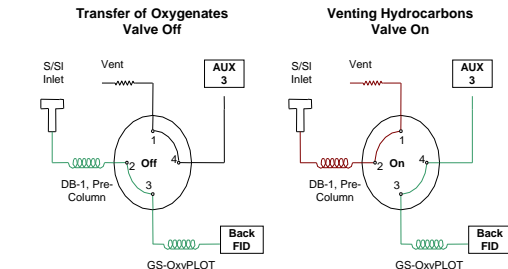 Transfer of Oxygenates
Valve Off
S/SI
Inlet
Vent
AUX
3
1
2
Off
4
3
DB-1, Pre-
Column
Back
FID
GS-OxyPLOT
Venting Hydrocarbons
Valve On
S/SI
Inlet
Vent
AUX
3
1
2
On
4
3
DB-1, Pre-
Column
Back
FID
GS-OxyPLOT